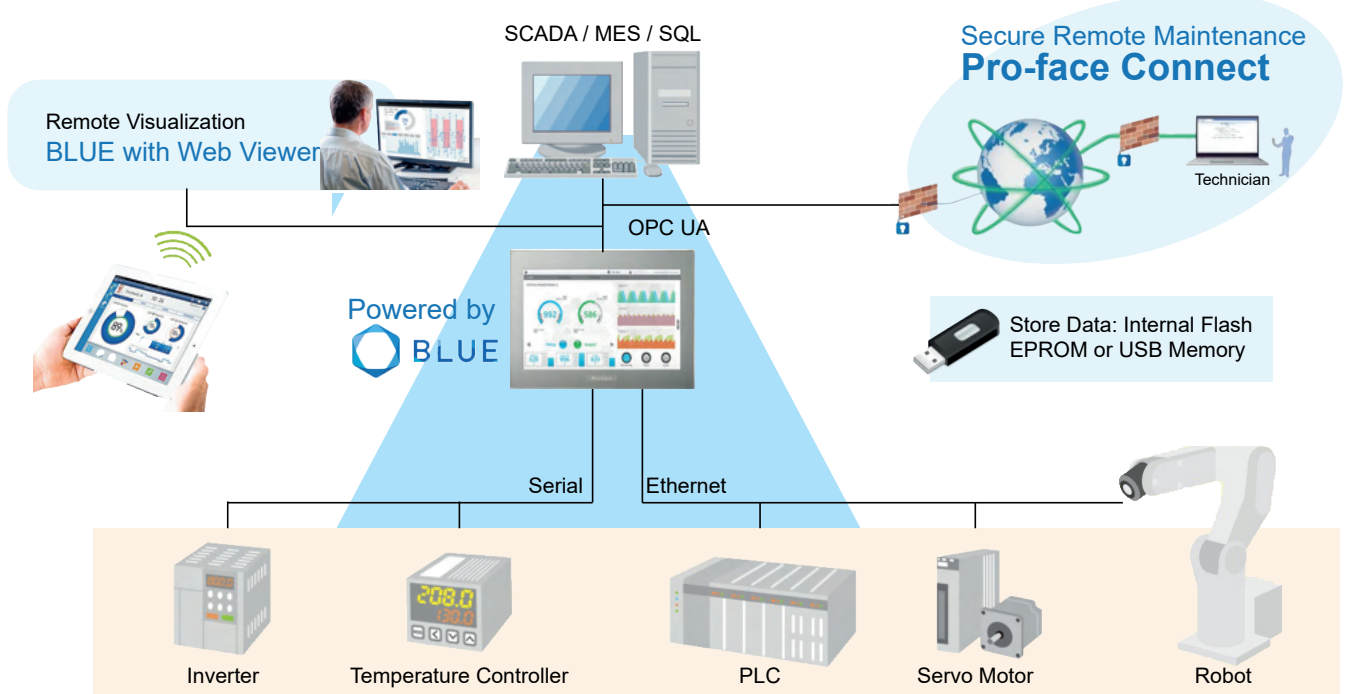 SCADA / MES / SQL
Secure Remote Maintenance
Pro-face Connect
Remote Visualization
BLUE with Web Viewer
Technician
OPC UA
Powered by
BLUE
992
586
89%
Store Data: Internal Flash
EPROM or USB Memory
Serial
Ethernet
208.0
130.0
Inverter
Temperature Controller
PLC
Servo Motor
Robot